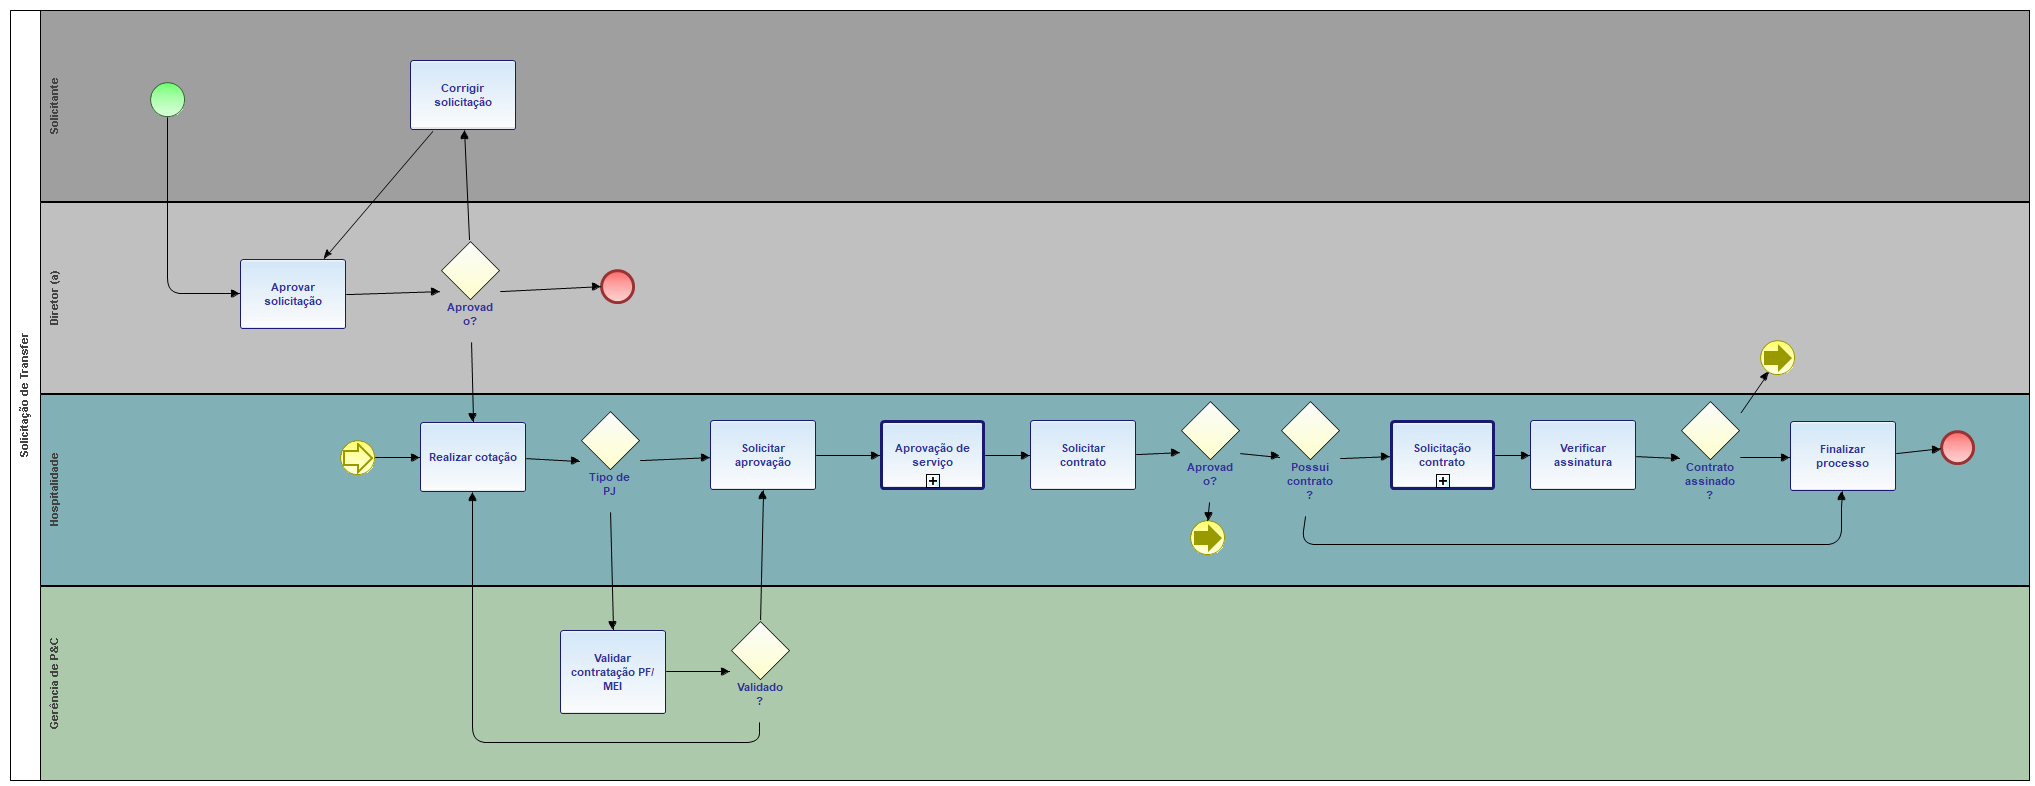 Solicitação de Transfer
Solicitante
Corrigir
solicitação
Diretor (a)
Aprovar
solicitação
Aprovad
o?
Hospitalidade
Realizar cotação
Tipo de
PJ
Solicitar
aprovação
Aprovação de
serviço
Solicitar
contrato
Aprovad
o?
Possui
contrato
?
Solicitação
contrato
Verificar
assinatura
Contrato
assinado
?
Finalizar
processo
Gerência de P&C
Validar
contratação PF/
MEI
Validado
?